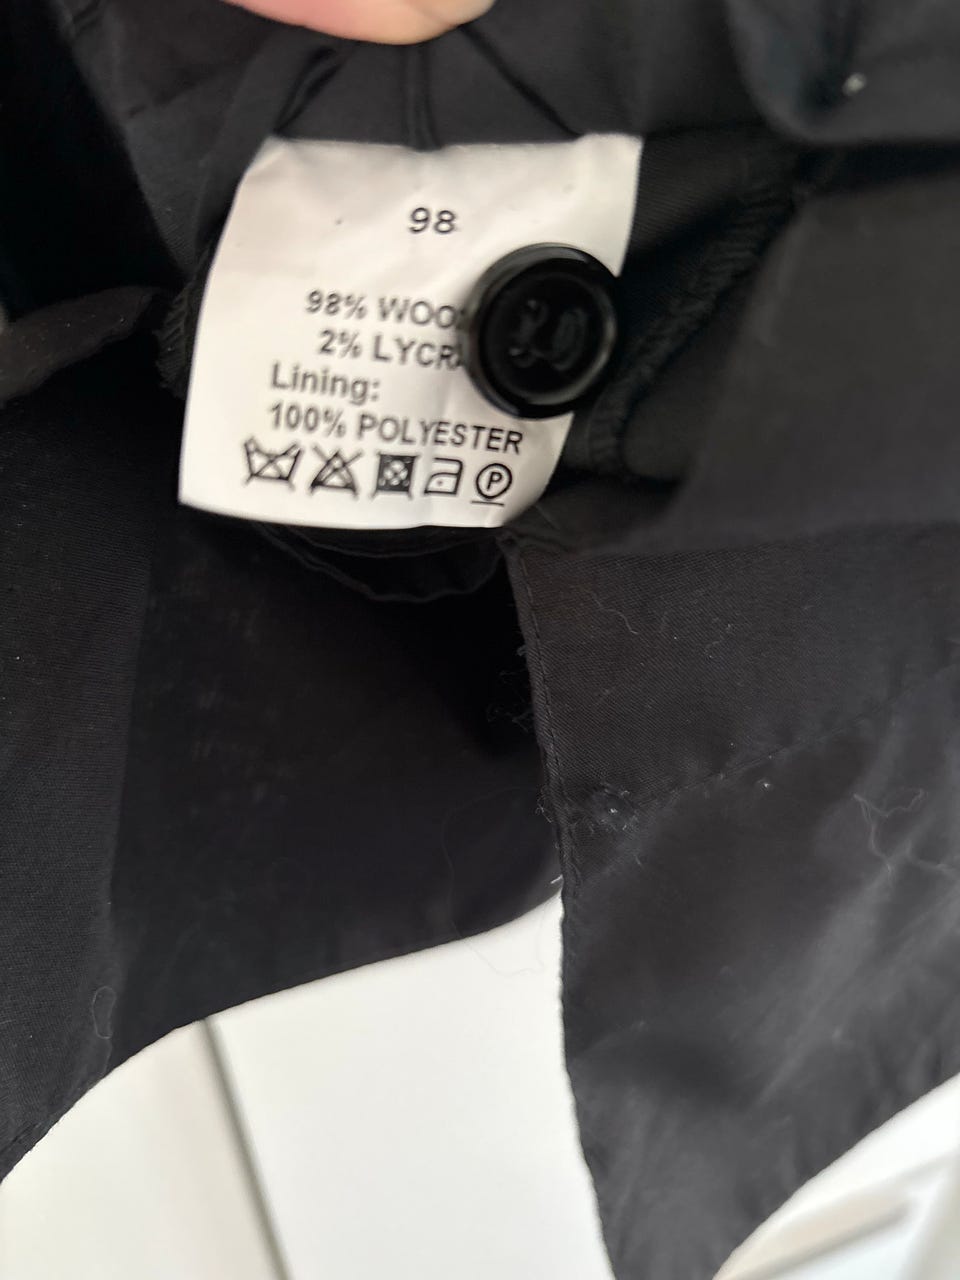 98
98% WOO
2% LYCR
Lining:
100% POLYESTER
P